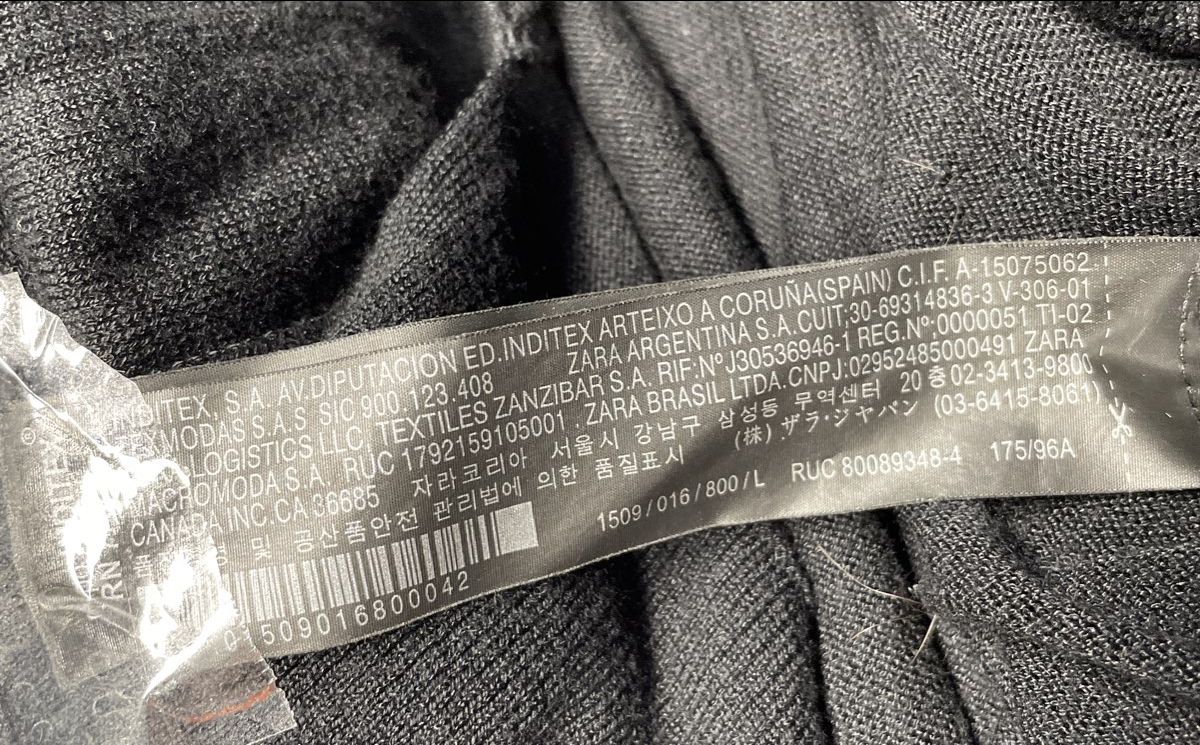 INDITEX, S.A. AV.DIPUTACION ED.INDITEX ARTEIXO A CORUÑA(SPAIN) C.I.F. A-15075062.
TEXMODAS S.A.S SIC 900.123.408 ZARA ARGENTINA S.A.CUIT;30-69314836-3 V-306-01
LOGISTICS LLC, TEXTILES ZANZIBAR S.A. RIF.Nº J30536946-1 REG.Nº-0000051 TI-02
MACROMODA S.A. RUC 1792159105001 . ZARA BRASIL LTDA.CNPJ:02952485000491 ZARA
CANADA INC.CA 36685 자라코리아 서울시 강남구 삼성동 무역센터 20 층02-3413-9800
및 공산품안전 관리법에 의한 품질표시 (株) ザラ・ジャパン (03-6415-8061)
1509/016/800/L RUC 80089348-4 175/96A
01509016800042
RN